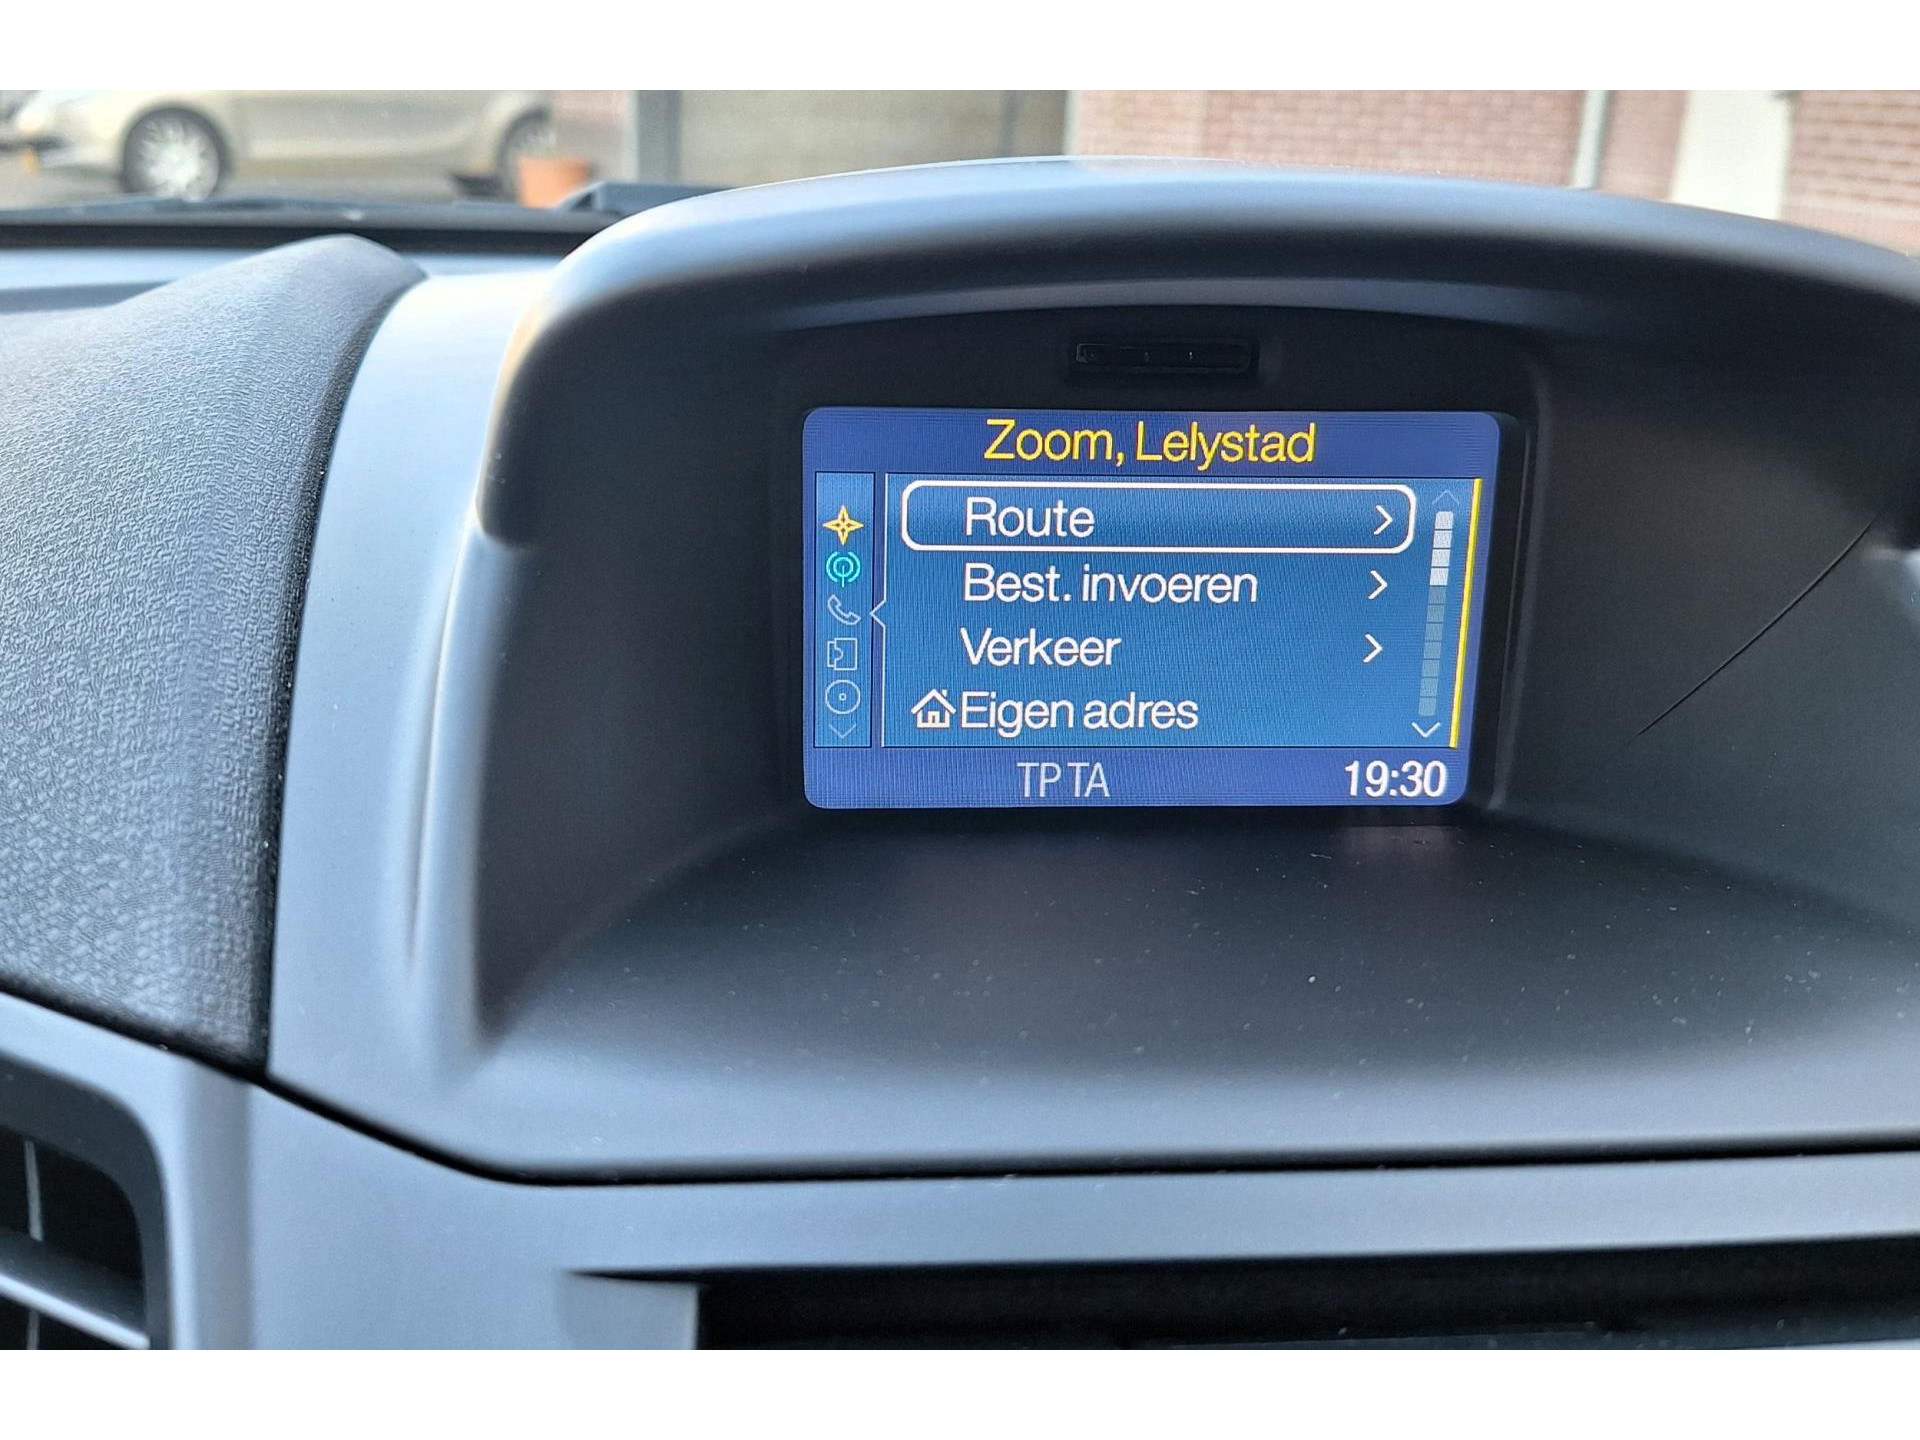 Zoom, Lelystad
Route
Best. invoeren
Verkeer
Eigen adres
TP TA 19:30